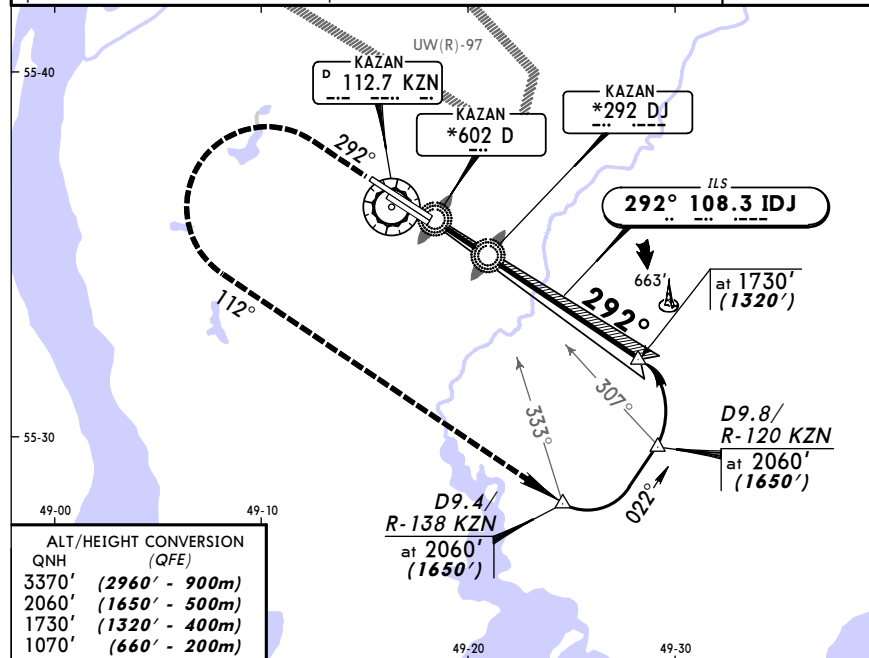 UW(R)-97
55-40
KAZAN
D 112.7 KZN
KAZAN
*602 D
KAZAN
*292 DJ
ILS
292° 108.3 IDJ
292°
663'
at 1730'
(1320')
292°
112°
333°
307°
D9.8/
R-120 KZN
at 2060'
(1650')
55-30
022°
D9.4/
R-138 KZN
at 2060'
(1650')
49-00
49-10
ALT/HEIGHT CONVERSION
QNH (QFE)
3370' (2960' - 900m)
2060' (1650' - 500m)
1730' (1320' - 400m)
1070' (660' - 200m)
49-20
49-30